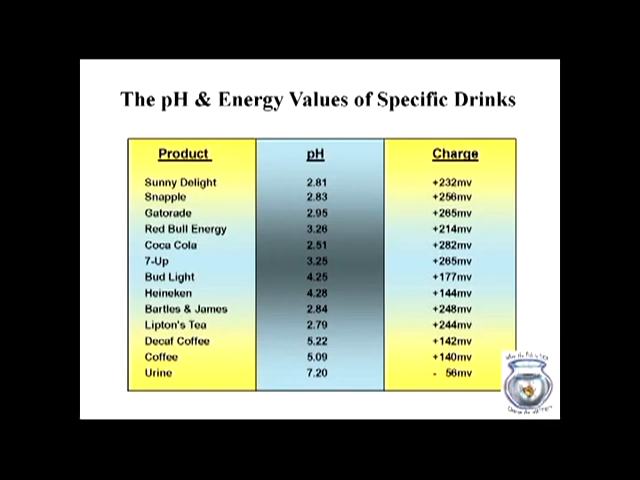 The pH & Energy Values of Specific Drinks
Product pH Charge
Sunny Delight 2.81 +232mv
Snapple 2.83 +256mv
Gatorade 2.95 +265mv
Red Bull Energy 3.26 +214mv
Coca Cola 2.51 +282mv
7-Up 3.25 +265mv
Bud Light 4.25 +177mv
Heineken 4.28 +144mv
Bartles & James 2.84 +248mv
Lipton's Tea 2.79 +244mv
Decaf Coffee 5.22 +142mv
Coffee 5.09 +140mv
Urine 7.20 - 56mv